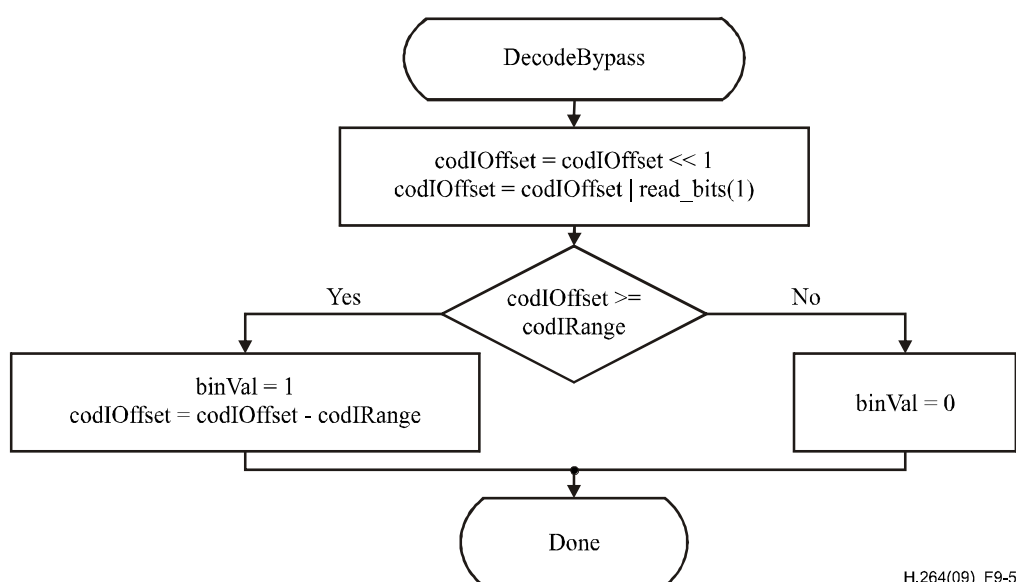 DecodeBypass
codIOffset = codIOffset << 1
codIOffset = codIOffset | read_bits(1)
codIOffset >=
codIRange
Yes
No
binVal = 1
codIOffset = codIOffset - codIRange
binVal = 0
Done
H.264(09)_F9-5